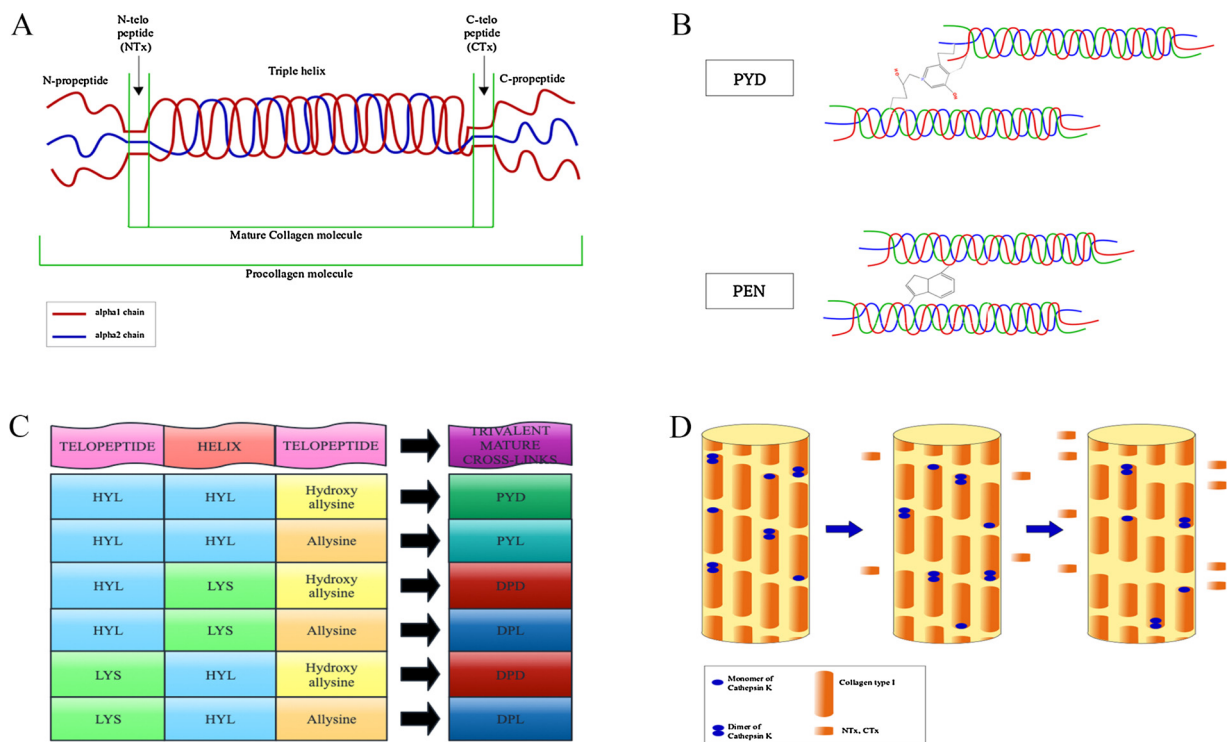 A
N-telo
peptide
(NTx)
C-telo
peptide
(CTx)
N-propeptide
Triple helix
C-propeptide
Mature Collagen molecule
Procollagen molecule
alpha1 chain
alpha2 chain
B
PYD
PEN
C
TELOPEPTIDE HELIX TELOPEPTIDE TRIVALENT
MATURE
CROSS-LINKS
HYL HYL Hydroxy
allysine PYD
HYL HYL Allysine PYL
HYL LYS Hydroxy
allysine DPD
HYL LYS Allysine DPL
LYS HYL Hydroxy
allysine DPD
LYS HYL Allysine DPL
D
Monomer of
Cathepsin K
Collagen type I
Dimer of
Cathepsin K
NTx, CTx